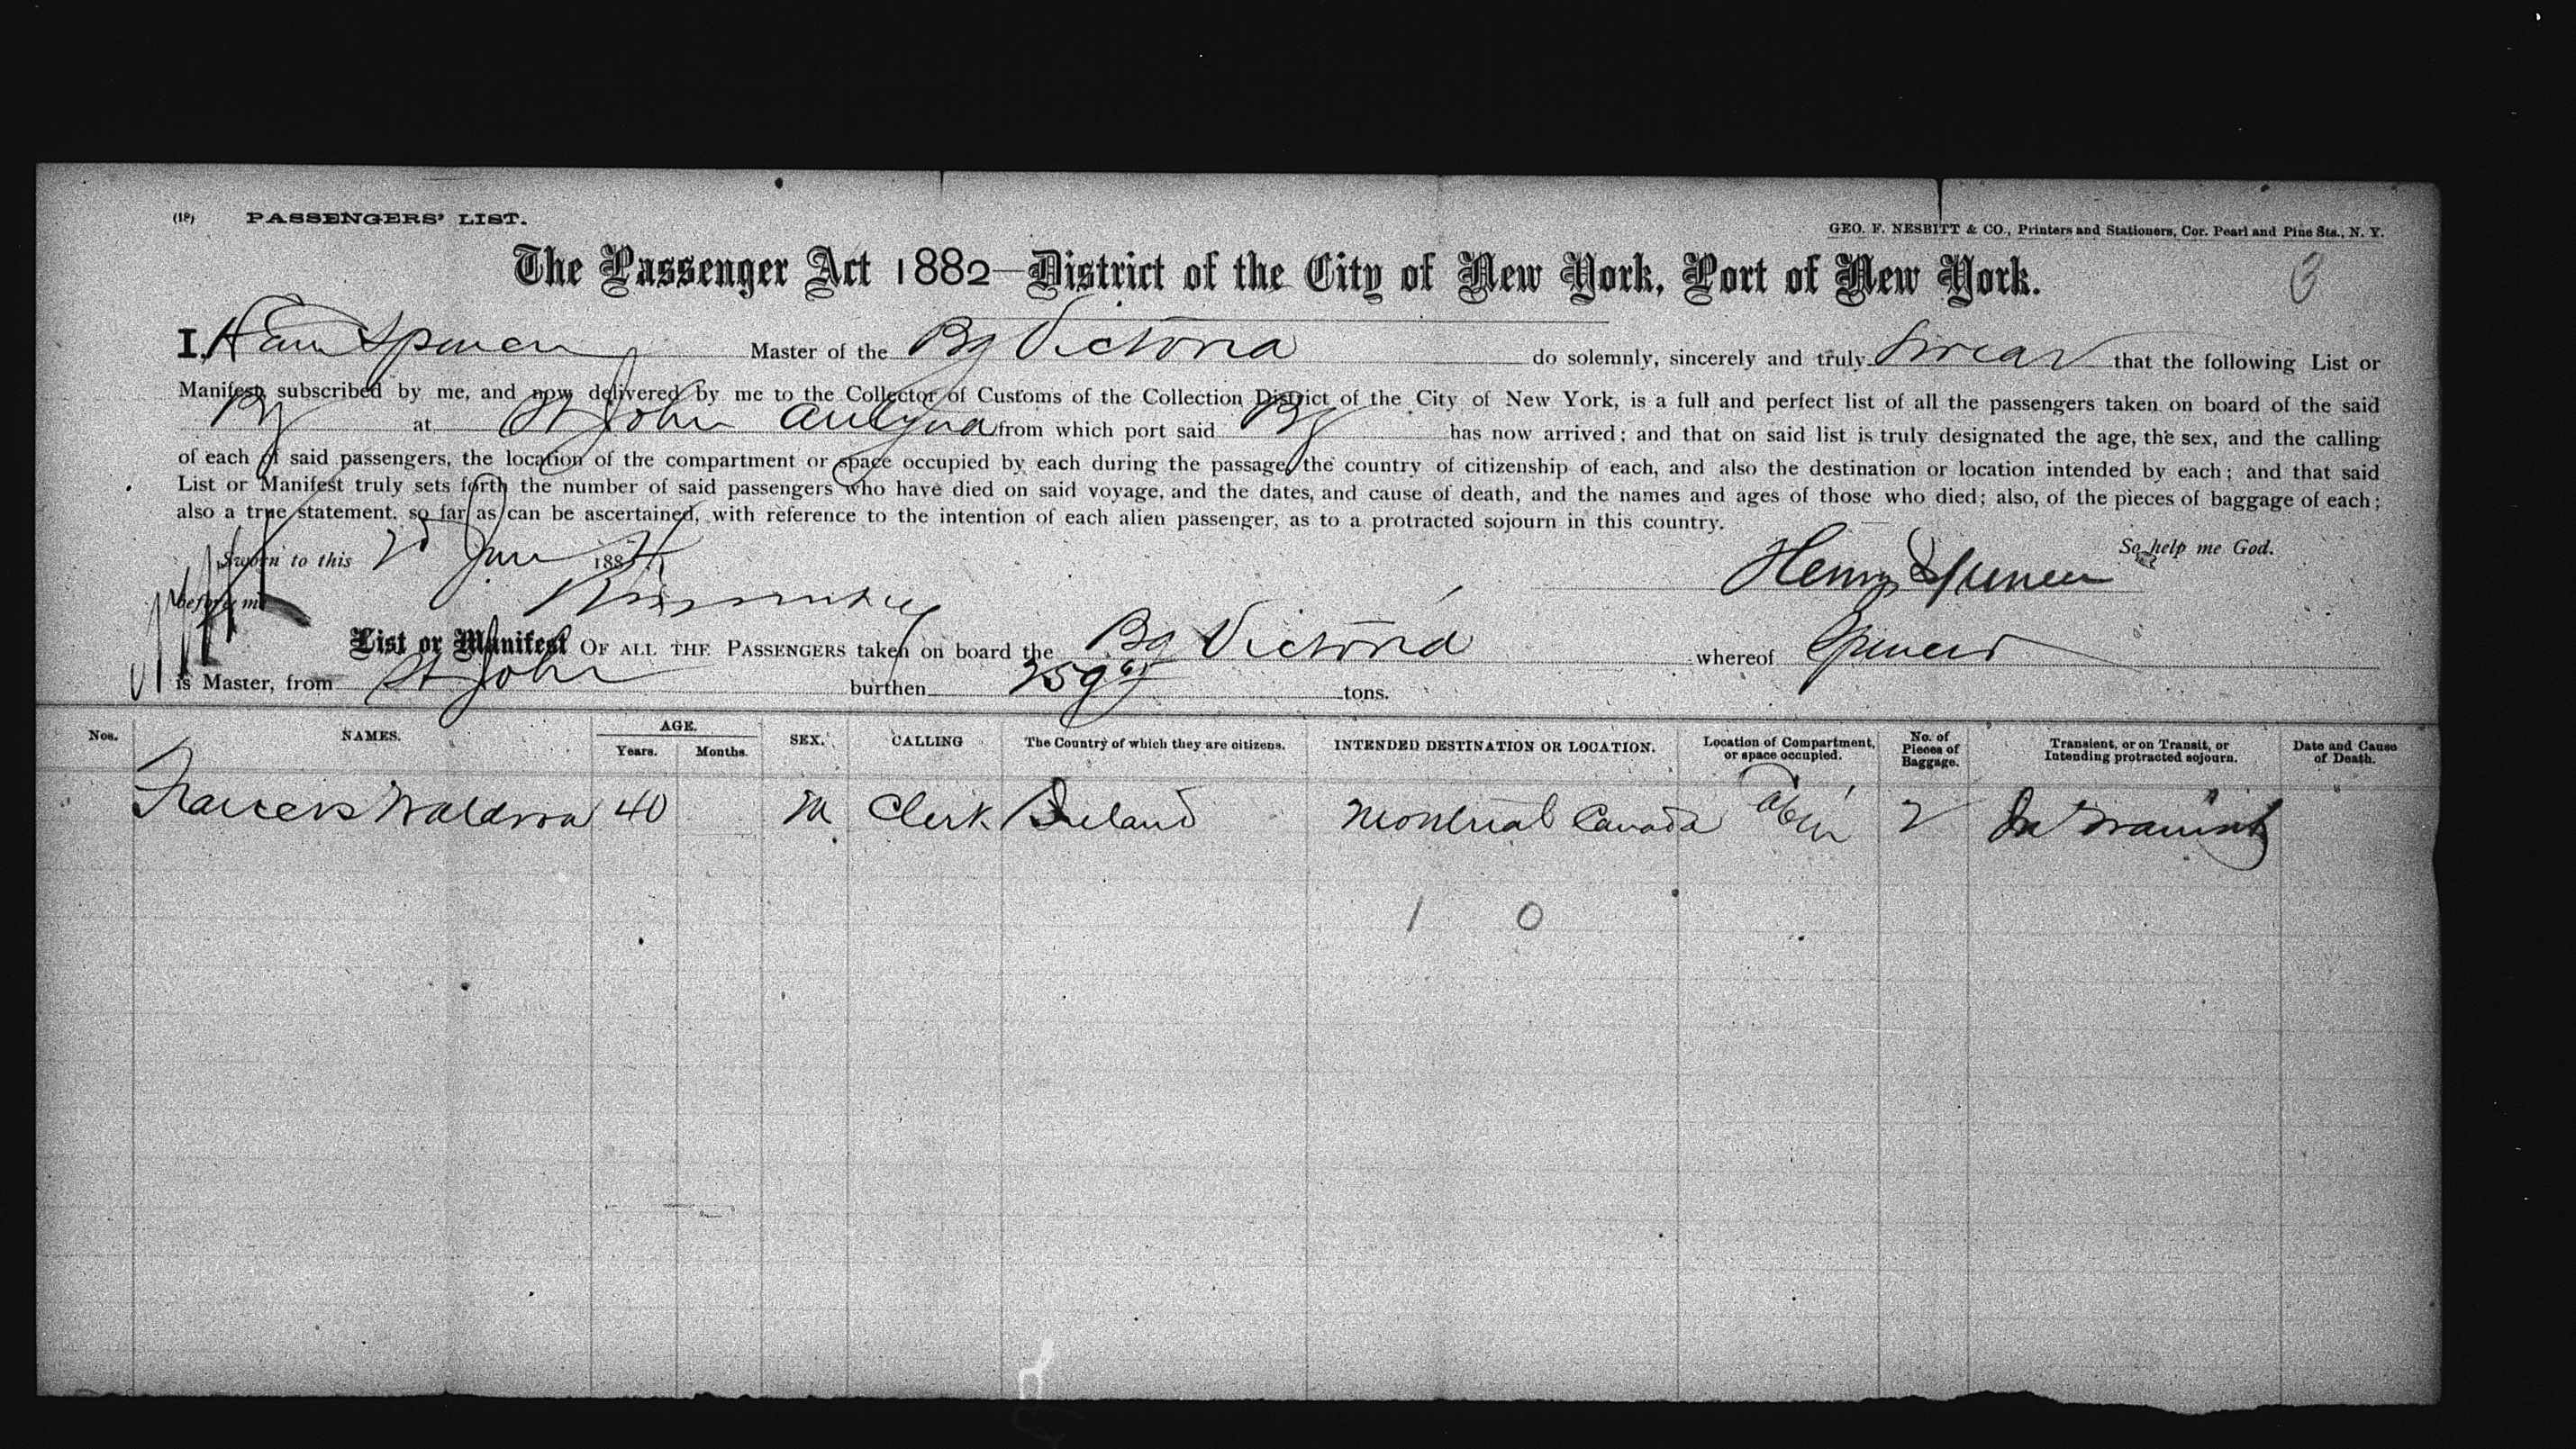 (18) PASSENGERS' LIST.
GEO. F. NESBITT & CO., Printers and Stationers, Cor. Pearl and Pine Sts., N. Y.
The Passenger Act 1882—District of the City of New York, Port of New York.
I, Spencer Master of the Bg Victoria do solemnly, sincerely and truly Swear that the following List or
Manifest, subscribed by me, and now delivered by me to the Collector of Customs of the Collection District of the City of New York, is a full and perfect list of all the passengers taken on board of the said
Bg at St John Antigua from which port said Bg has now arrived; and that on said list is truly designated the age, the sex, and the calling
of each of said passengers, the location of the compartment or space occupied by each during the passage, the country of citizenship of each, and also the destination or location intended by each; and that said
List or Manifest truly sets forth the number of said passengers who have died on said voyage, and the dates, and cause of death, and the names and ages of those who died; also, of the pieces of baggage of each;
also a true statement, so far as can be ascertained, with reference to the intention of each alien passenger, as to a protracted sojourn in this country.
So help me God.
Sworn to this 188
Henry Spencer
before me
List or Manifest OF ALL THE PASSENGERS taken on board the Bg Victoria whereof Spencer
is Master, from St John burthen 259 tons.
Nos. NAMES. AGE. Years. Months. SEX. CALLING The Country of which they are citizens. INTENDED DESTINATION OR LOCATION. Location of Compartment, or space occupied. No. of Pieces of Baggage. Transient, or on Transit, or Intending protracted sojourn. Date and Cause of Death.
Francis Waldron 40 M Clerk Ireland Montreal Canada 2 In Transit
1 0